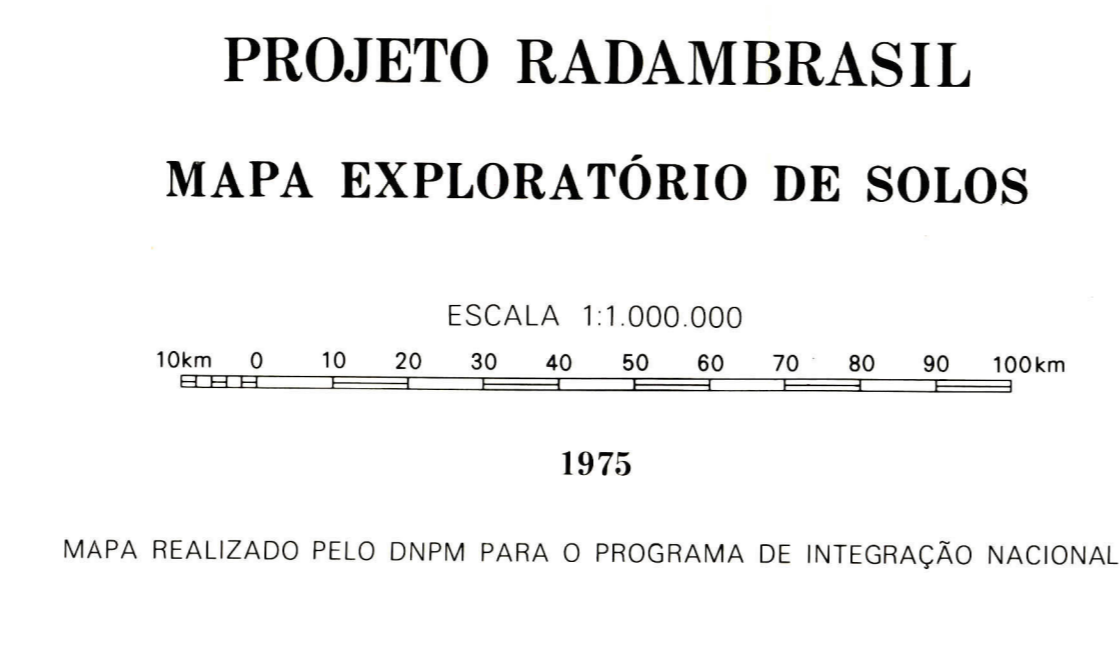 PROJETO RADAMBRASIL
MAPA EXPLORATÓRIO DE SOLOS
ESCALA 1:1.000.000
10km 0 10 20 30 40 50 60 70 80 90 100km
1975
MAPA REALIZADO PELO DNPM PARA O PROGRAMA DE INTEGRAÇÃO NACIONAL